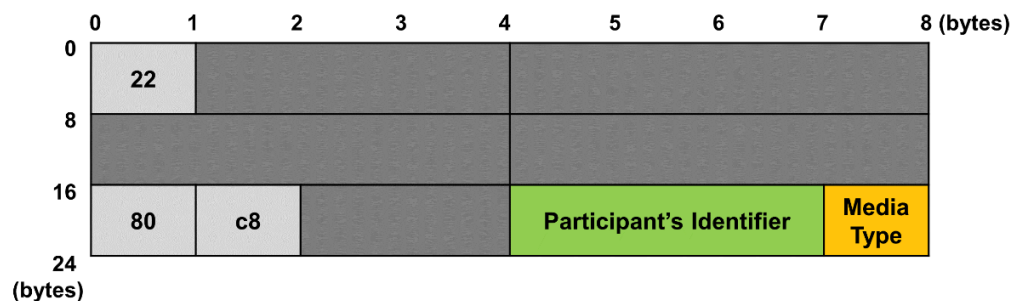 0 1 2 3 4 5 6 7 8 (bytes)
0
22
8
16
80 c8 Participant's Identifier Media
Type
24
(bytes)